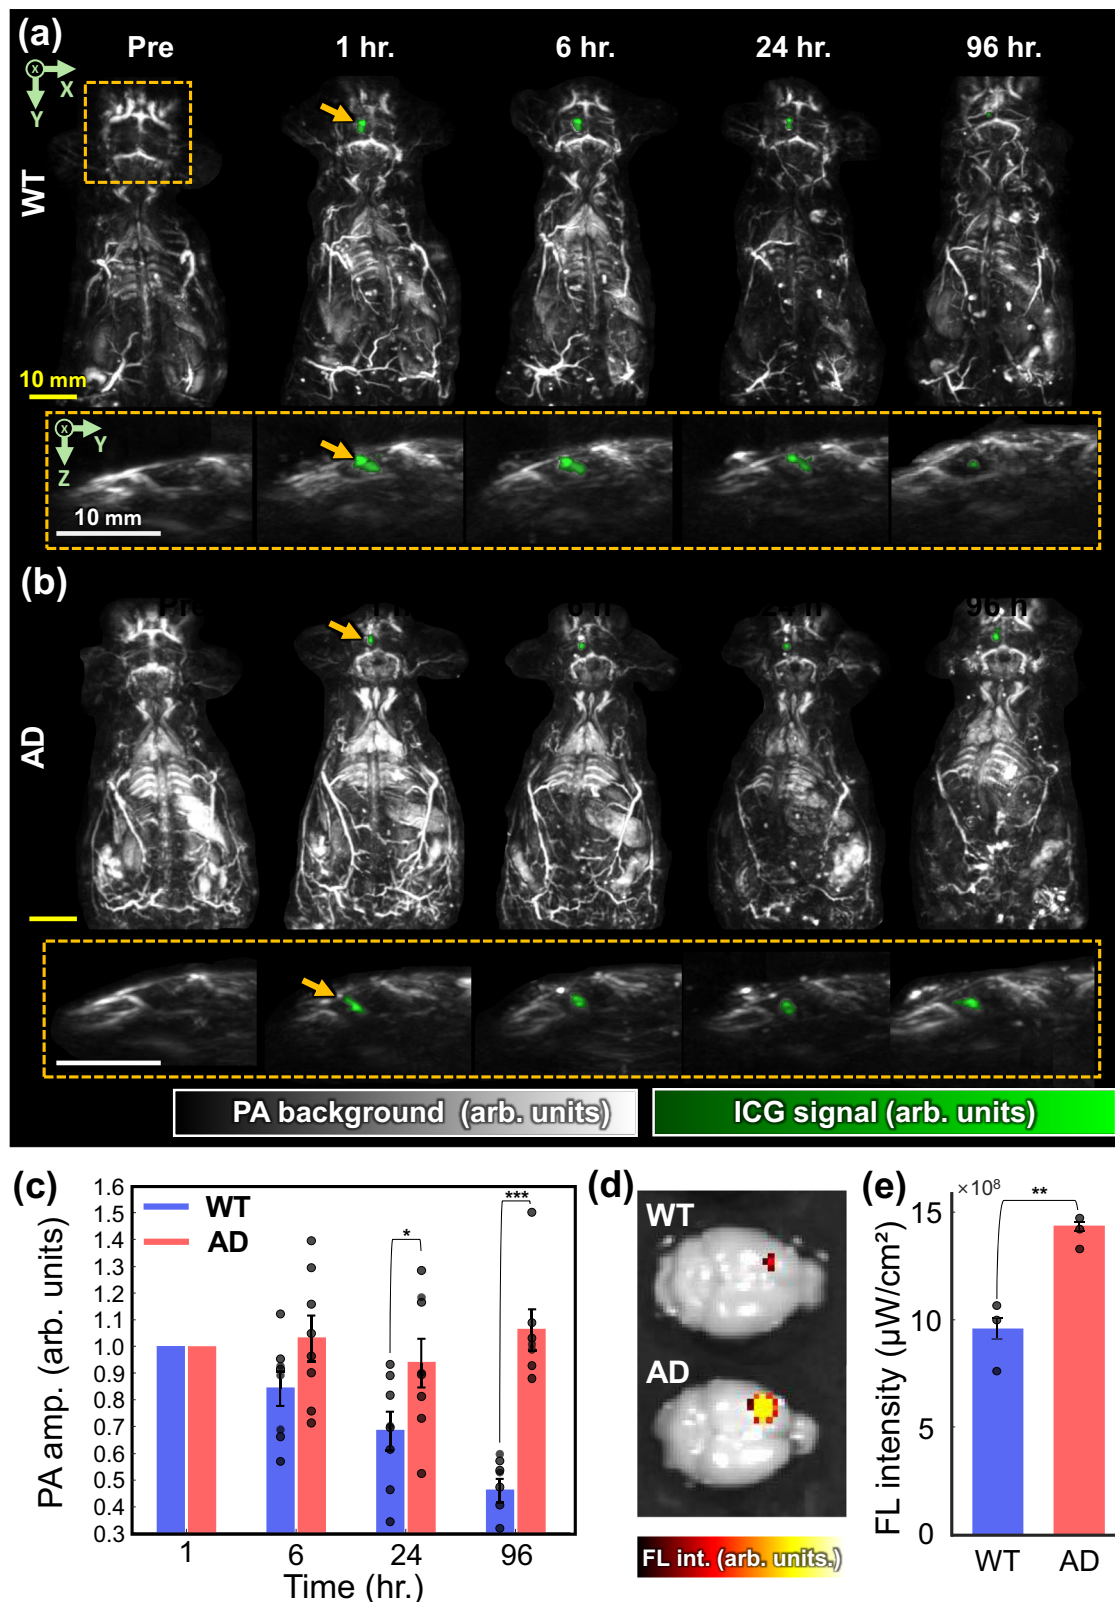 (a)
Pre 1 hr. 6 hr. 24 hr. 96 hr.
X X
Y
WT
10 mm
X Y
Z
10 mm
(b)
96 h
AD
PA background (arb. units) ICG signal (arb. units)
(c)
PA amp. (arb. units)
1.6
1.5
1.4
1.3
1.2
1.1
1.0
0.9
0.8
0.7
0.6
0.5
0.4
0.3
WT
AD
*
***
1 6 24 96
Time (hr.)
(d)
WT
AD
FL int. (arb. units.)
(e)
×10⁸
**
FL intensity (µW/cm²)
15
10
5
0
WT AD